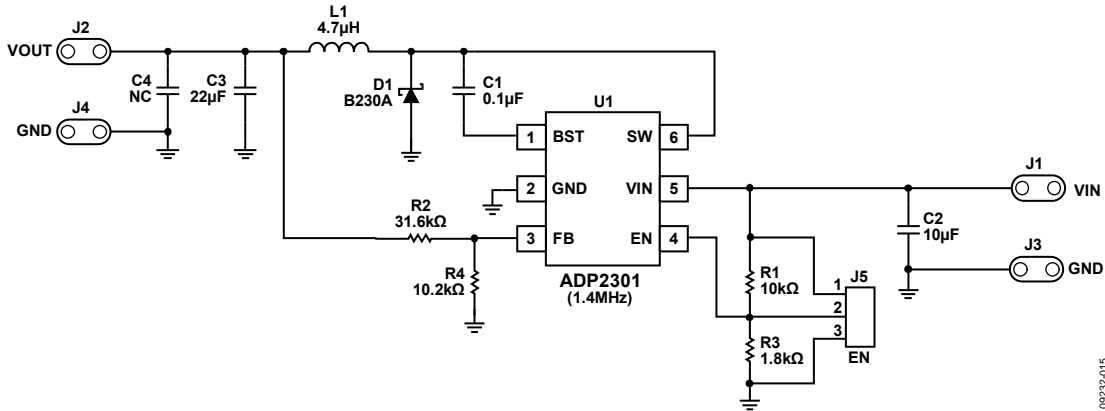 J2
VOUT
J4
GND
C4
NC
C3
22µF
L1
4.7µH
D1
B230A
C1
0.1µF
U1
1 BST
SW 6
2 GND
VIN 5
3 FB
EN 4
ADP2301
(1.4MHz)
R2
31.6kΩ
R4
10.2kΩ
J1
VIN
C2
10µF
J3
GND
R1
10kΩ
J5
1
2
3
EN
R3
1.8kΩ
09232-015